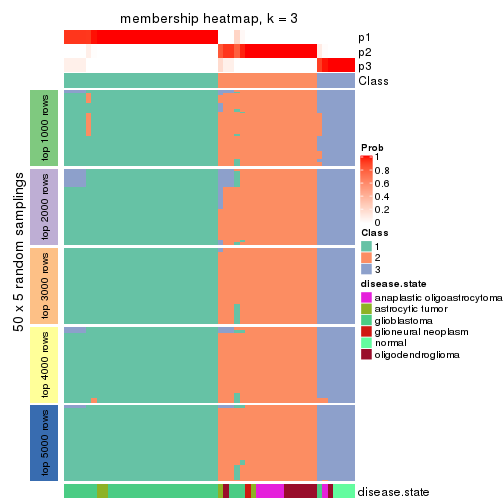 membership heatmap, k = 3
p1
p2
p3
Class
50 x 5 random samplings
top 1000 rows
top 2000 rows
top 3000 rows
top 4000 rows
top 5000 rows
disease.state
Prob
1
0.8
0.6
0.4
0.2
0
Class
1
2
3
disease.state
anaplastic oligoastrocytoma
astrocytic tumor
glioblastoma
glioneural neoplasm
normal
oligodendroglioma